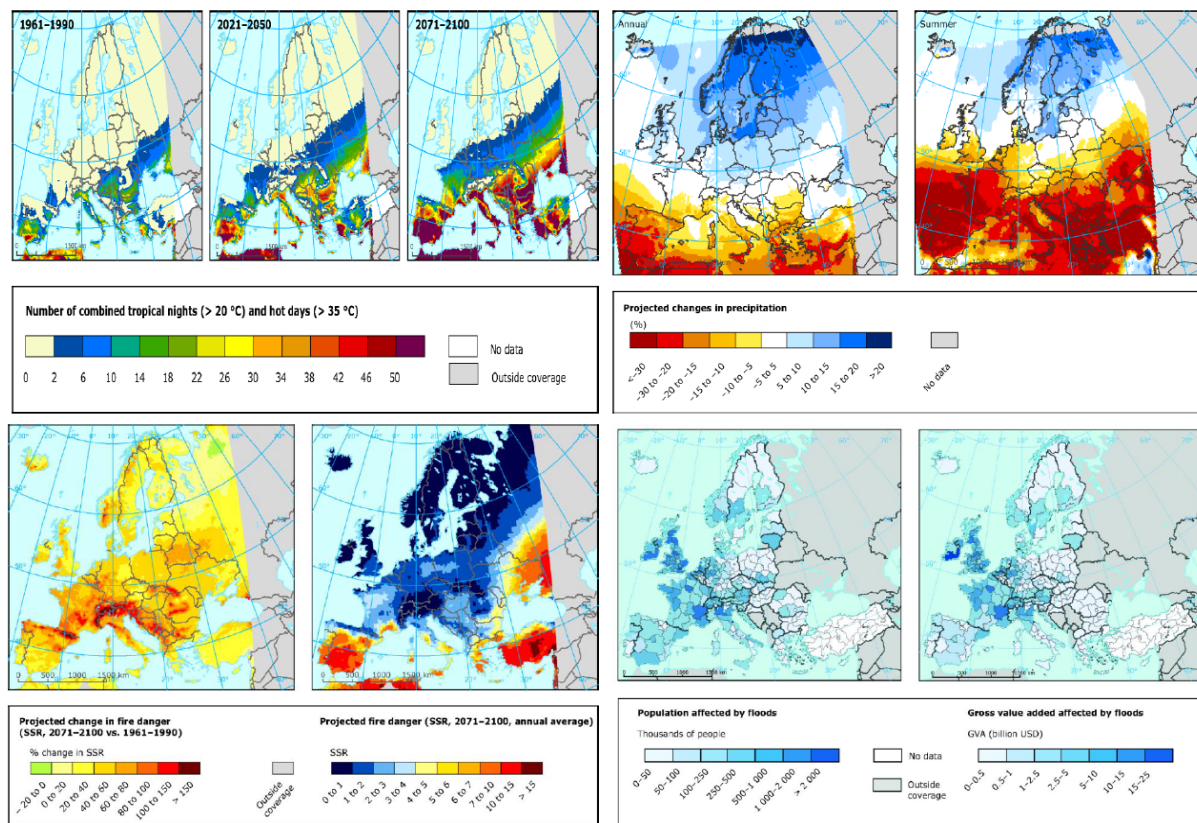 1961–1990
2021–2050
2071–2100
1500 km
Number of combined tropical nights (> 20 °C) and hot days (> 35 °C)
0 2 6 10 14 18 22 26 30 34 38 42 46 50
No data
Outside coverage
Annual
Summer
Projected changes in precipitation
(%)
<–30
–30 to –20
–20 to –15
–15 to –10
–10 to –5
–5 to 5
5 to 10
10 to 15
15 to 20
>20
No data
0 500 1000 1500 km
0 500 1000 1500 km
Projected change in fire danger
(SSR, 2071–2100 vs. 1961–1990)
% change in SSR
– 20 to 0
0 to 20
20 to 40
40 to 60
60 to 80
80 to 100
100 to 150
> 150
Outside
coverage
Projected fire danger (SSR, 2071–2100, annual average)
SSR
0 to 1
1 to 2
2 to 3
3 to 4
4 to 5
5 to 6
6 to 7
7 to 10
10 to 15
> 15
Population affected by floods
Thousands of people
0–50
50–100
100–250
250–500
500–1 000
1 000–2 000
> 2 000
No data
Outside
coverage
Gross value added affected by floods
GVA (billion USD)
0–0.5
0.5–1
1–2.5
2.5–5
5–10
10–15
15–25